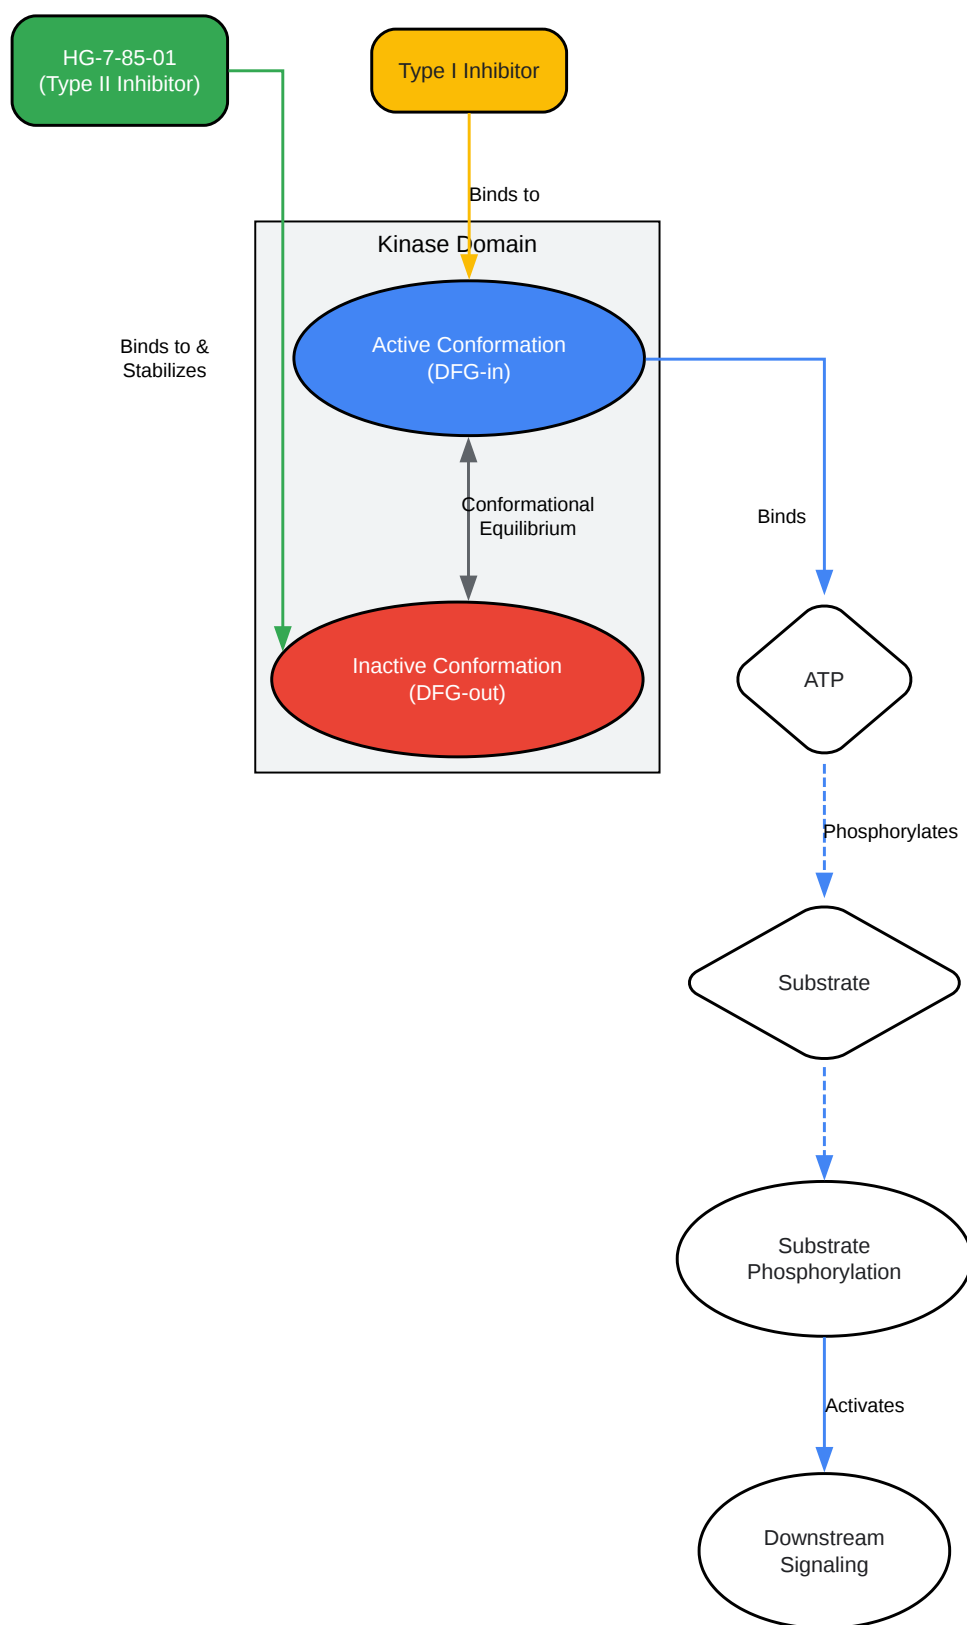 HG-7-85-01
(Type II Inhibitor)
Type I Inhibitor
Binds to
Kinase Domain
Binds to &
Stabilizes
Active Conformation
(DFG-in)
Conformational
Equilibrium
Binds
Inactive Conformation
(DFG-out)
ATP
Phosphorylates
Substrate
Substrate
Phosphorylation
Activates
Downstream
Signaling